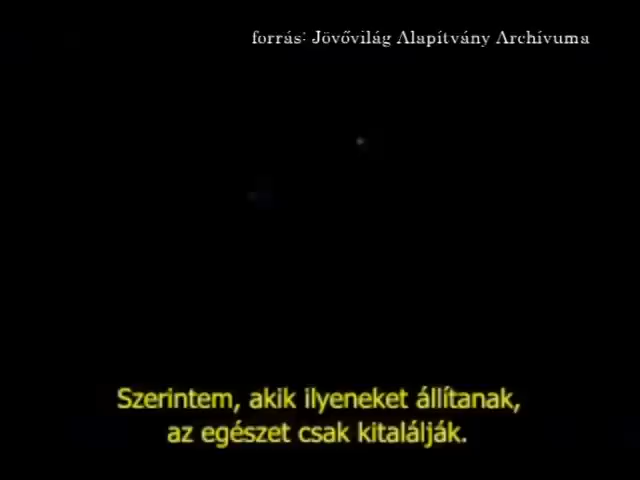 forrás: Jövővilág Alapítvány Archívuma
Szerintem, akik ilyeneket állítanak,
az egészet csak kitalálják.